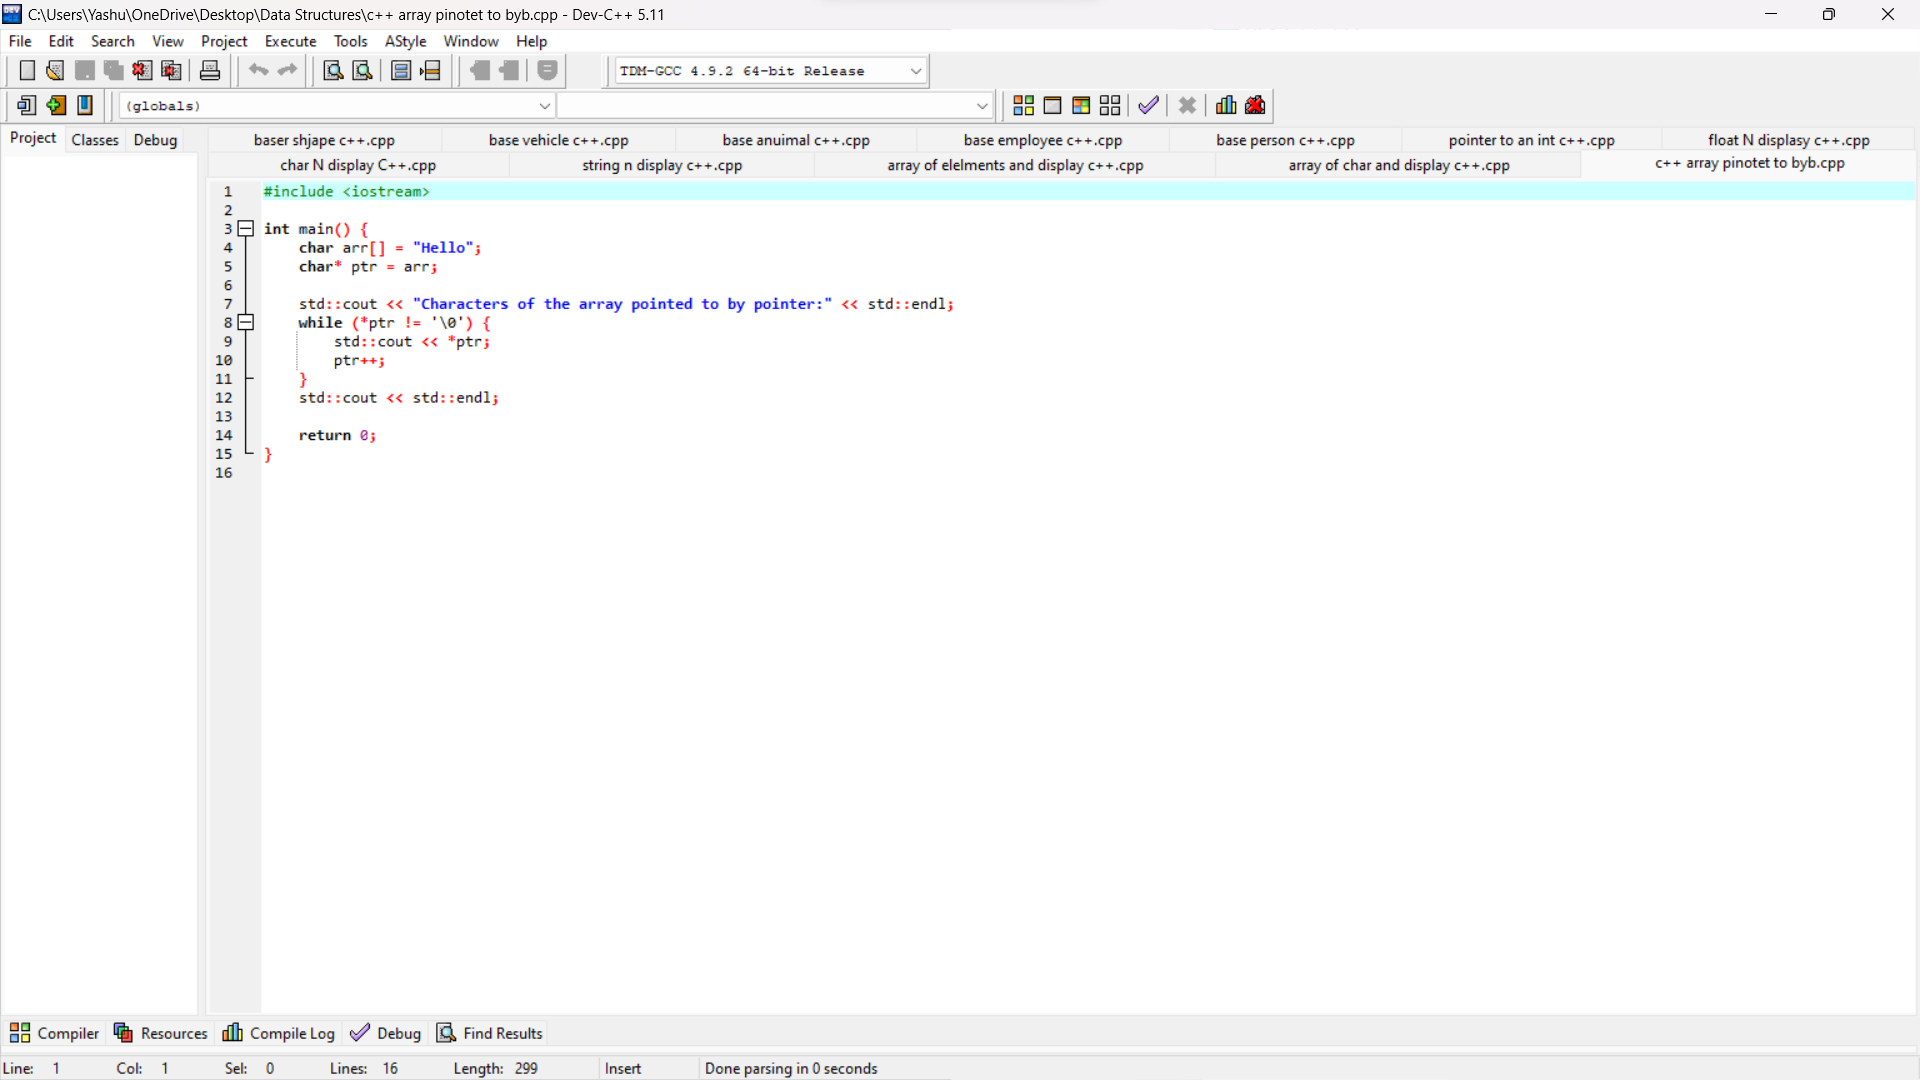 C:\Users\Yashu\OneDrive\Desktop\Data Structures\c++ array pinotet to byb.cpp - Dev-C++ 5.11
File Edit Search View Project Execute Tools AStyle Window Help
TDM-GCC 4.9.2 64-bit Release
(globals)
Project Classes Debug
baser shjape c++.cpp base vehicle c++.cpp base anuimal c++.cpp base employee c++.cpp base person c++.cpp pointer to an int c++.cpp float N displasy c++.cpp
char N display C++.cpp string n display c++.cpp array of elelments and display c++.cpp array of char and display c++.cpp c++ array pinotet to byb.cpp
1 #include <iostream>
2
3 int main() {
4 char arr[] = "Hello";
5 char* ptr = arr;
6
7 std::cout << "Characters of the array pointed to by pointer:" << std::endl;
8 while (*ptr != '\0') {
9 std::cout << *ptr;
10 ptr++;
11 }
12 std::cout << std::endl;
13
14 return 0;
15 }
16
Compiler Resources Compile Log Debug Find Results
Line: 1 Col: 1 Sel: 0 Lines: 16 Length: 299 Insert Done parsing in 0 seconds